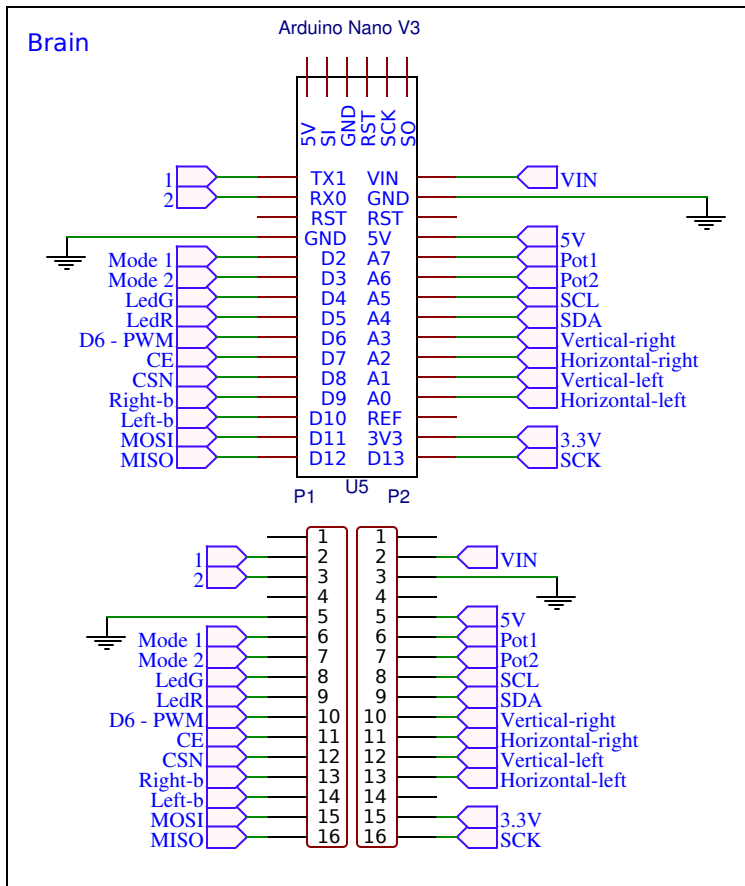 Arduino Nano V3
Brain
5V SI GND RST SCK SO
1 TX1 VIN VIN
2 RX0 GND
RST RST
GND 5V 5V
Mode 1 D2 A7 Pot1
Mode 2 D3 A6 Pot2
LedG D4 A5 SCL
LedR D5 A4 SDA
D6 - PWM D6 A3 Vertical-right
CE D7 A2 Horizontal-right
CSN D8 A1 Vertical-left
Right-b D9 A0 Horizontal-left
Left-b D10 REF
MOSI D11 3V3 3.3V
MISO D12 D13 SCK
P1 U5 P2
1 1
1 2 2 VIN
2 3 3
4 4
5 5 5V
Mode 1 6 6 Pot1
Mode 2 7 7 Pot2
LedG 8 8 SCL
LedR 9 9 SDA
D6 - PWM 10 10 Vertical-right
CE 11 11 Horizontal-right
CSN 12 12 Vertical-left
Right-b 13 13 Horizontal-left
Left-b 14 14
MOSI 15 15 3.3V
MISO 16 16 SCK